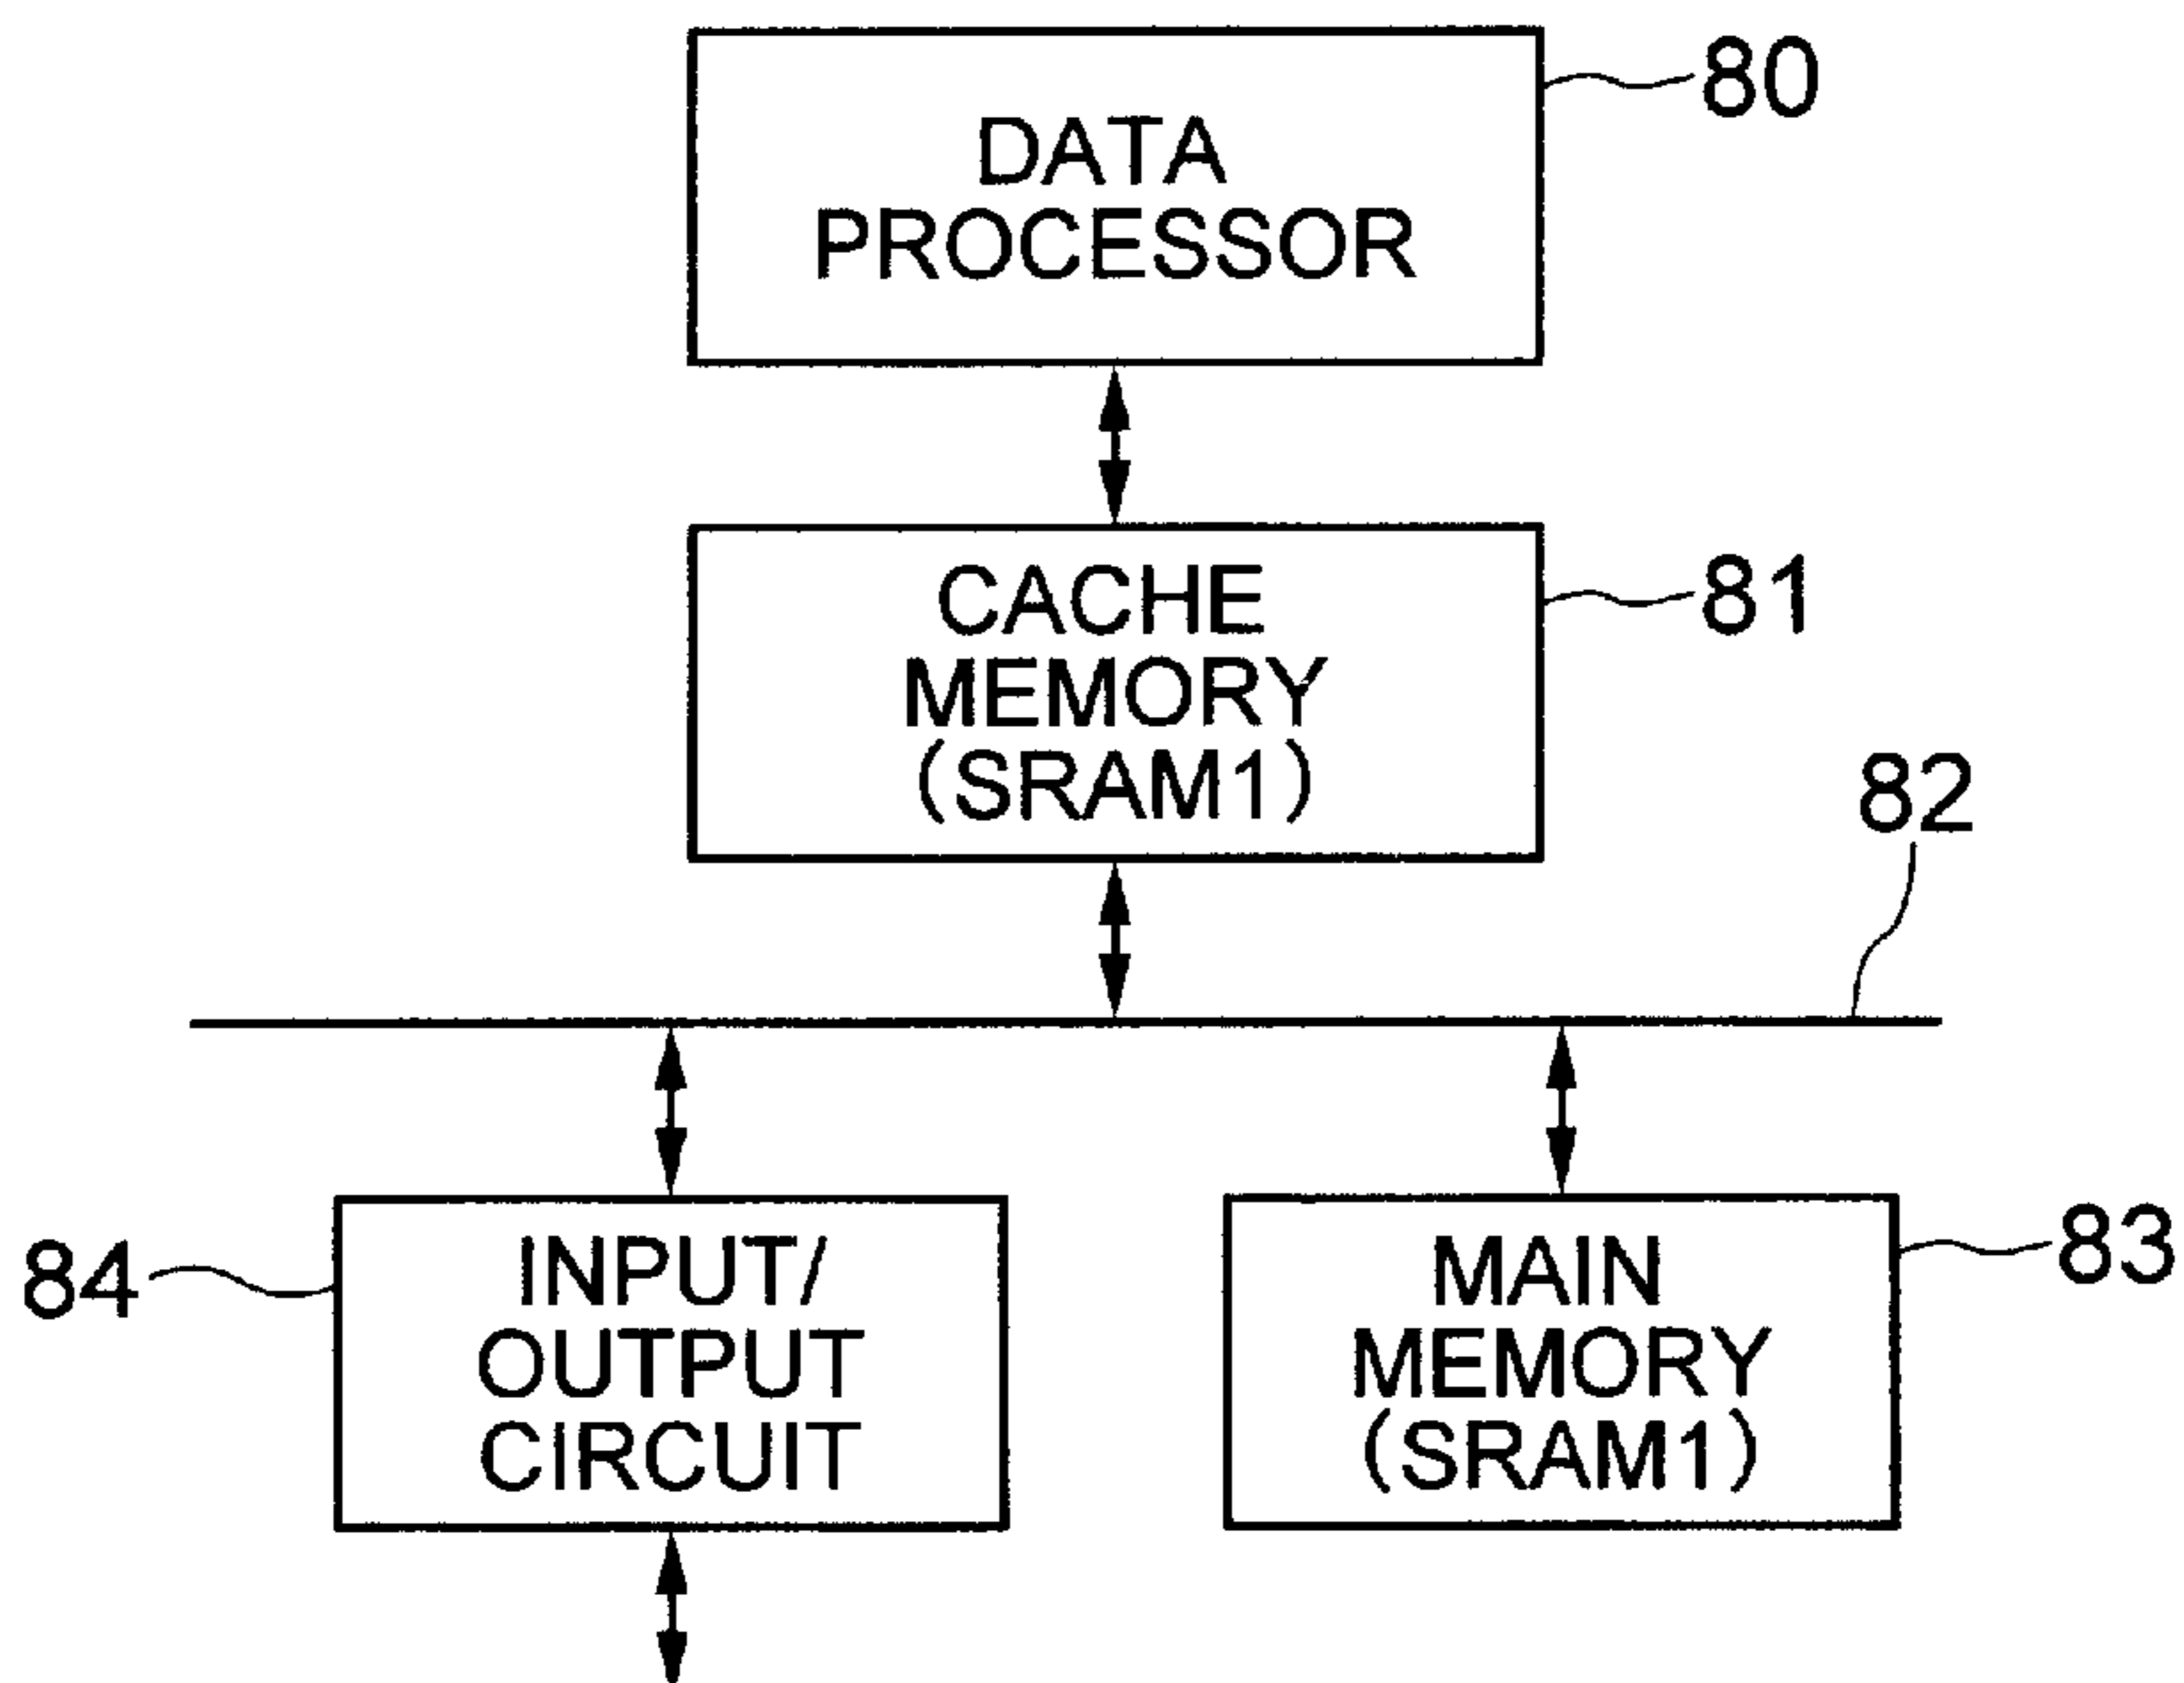 DATA
PROCESSOR
80
CACHE
MEMORY
(SRAM1)
81
82
84
INPUT/
OUTPUT
CIRCUIT
MAIN
MEMORY
(SRAM1)
83